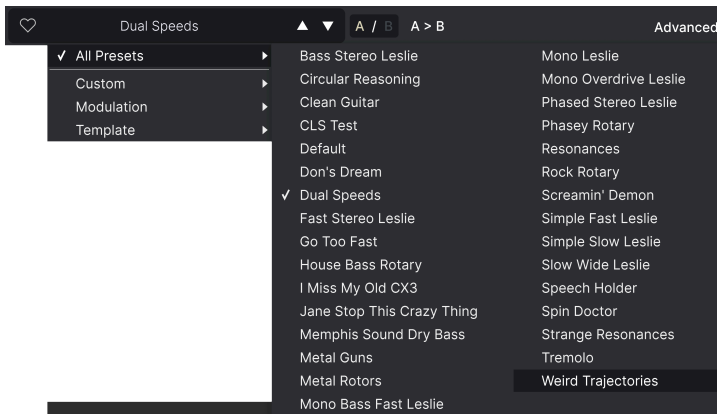 Dual Speeds ▲ ▼ A / B A > B Advanced
✓ All Presets
Custom
Modulation
Template
Bass Stereo Leslie
Circular Reasoning
Clean Guitar
CLS Test
Default
Don's Dream
✓ Dual Speeds
Fast Stereo Leslie
Go Too Fast
House Bass Rotary
I Miss My Old CX3
Jane Stop This Crazy Thing
Memphis Sound Dry Bass
Metal Guns
Metal Rotors
Mono Bass Fast Leslie
Mono Leslie
Mono Overdrive Leslie
Phased Stereo Leslie
Phasey Rotary
Resonances
Rock Rotary
Screamin' Demon
Simple Fast Leslie
Simple Slow Leslie
Slow Wide Leslie
Speech Holder
Spin Doctor
Strange Resonances
Tremolo
Weird Trajectories